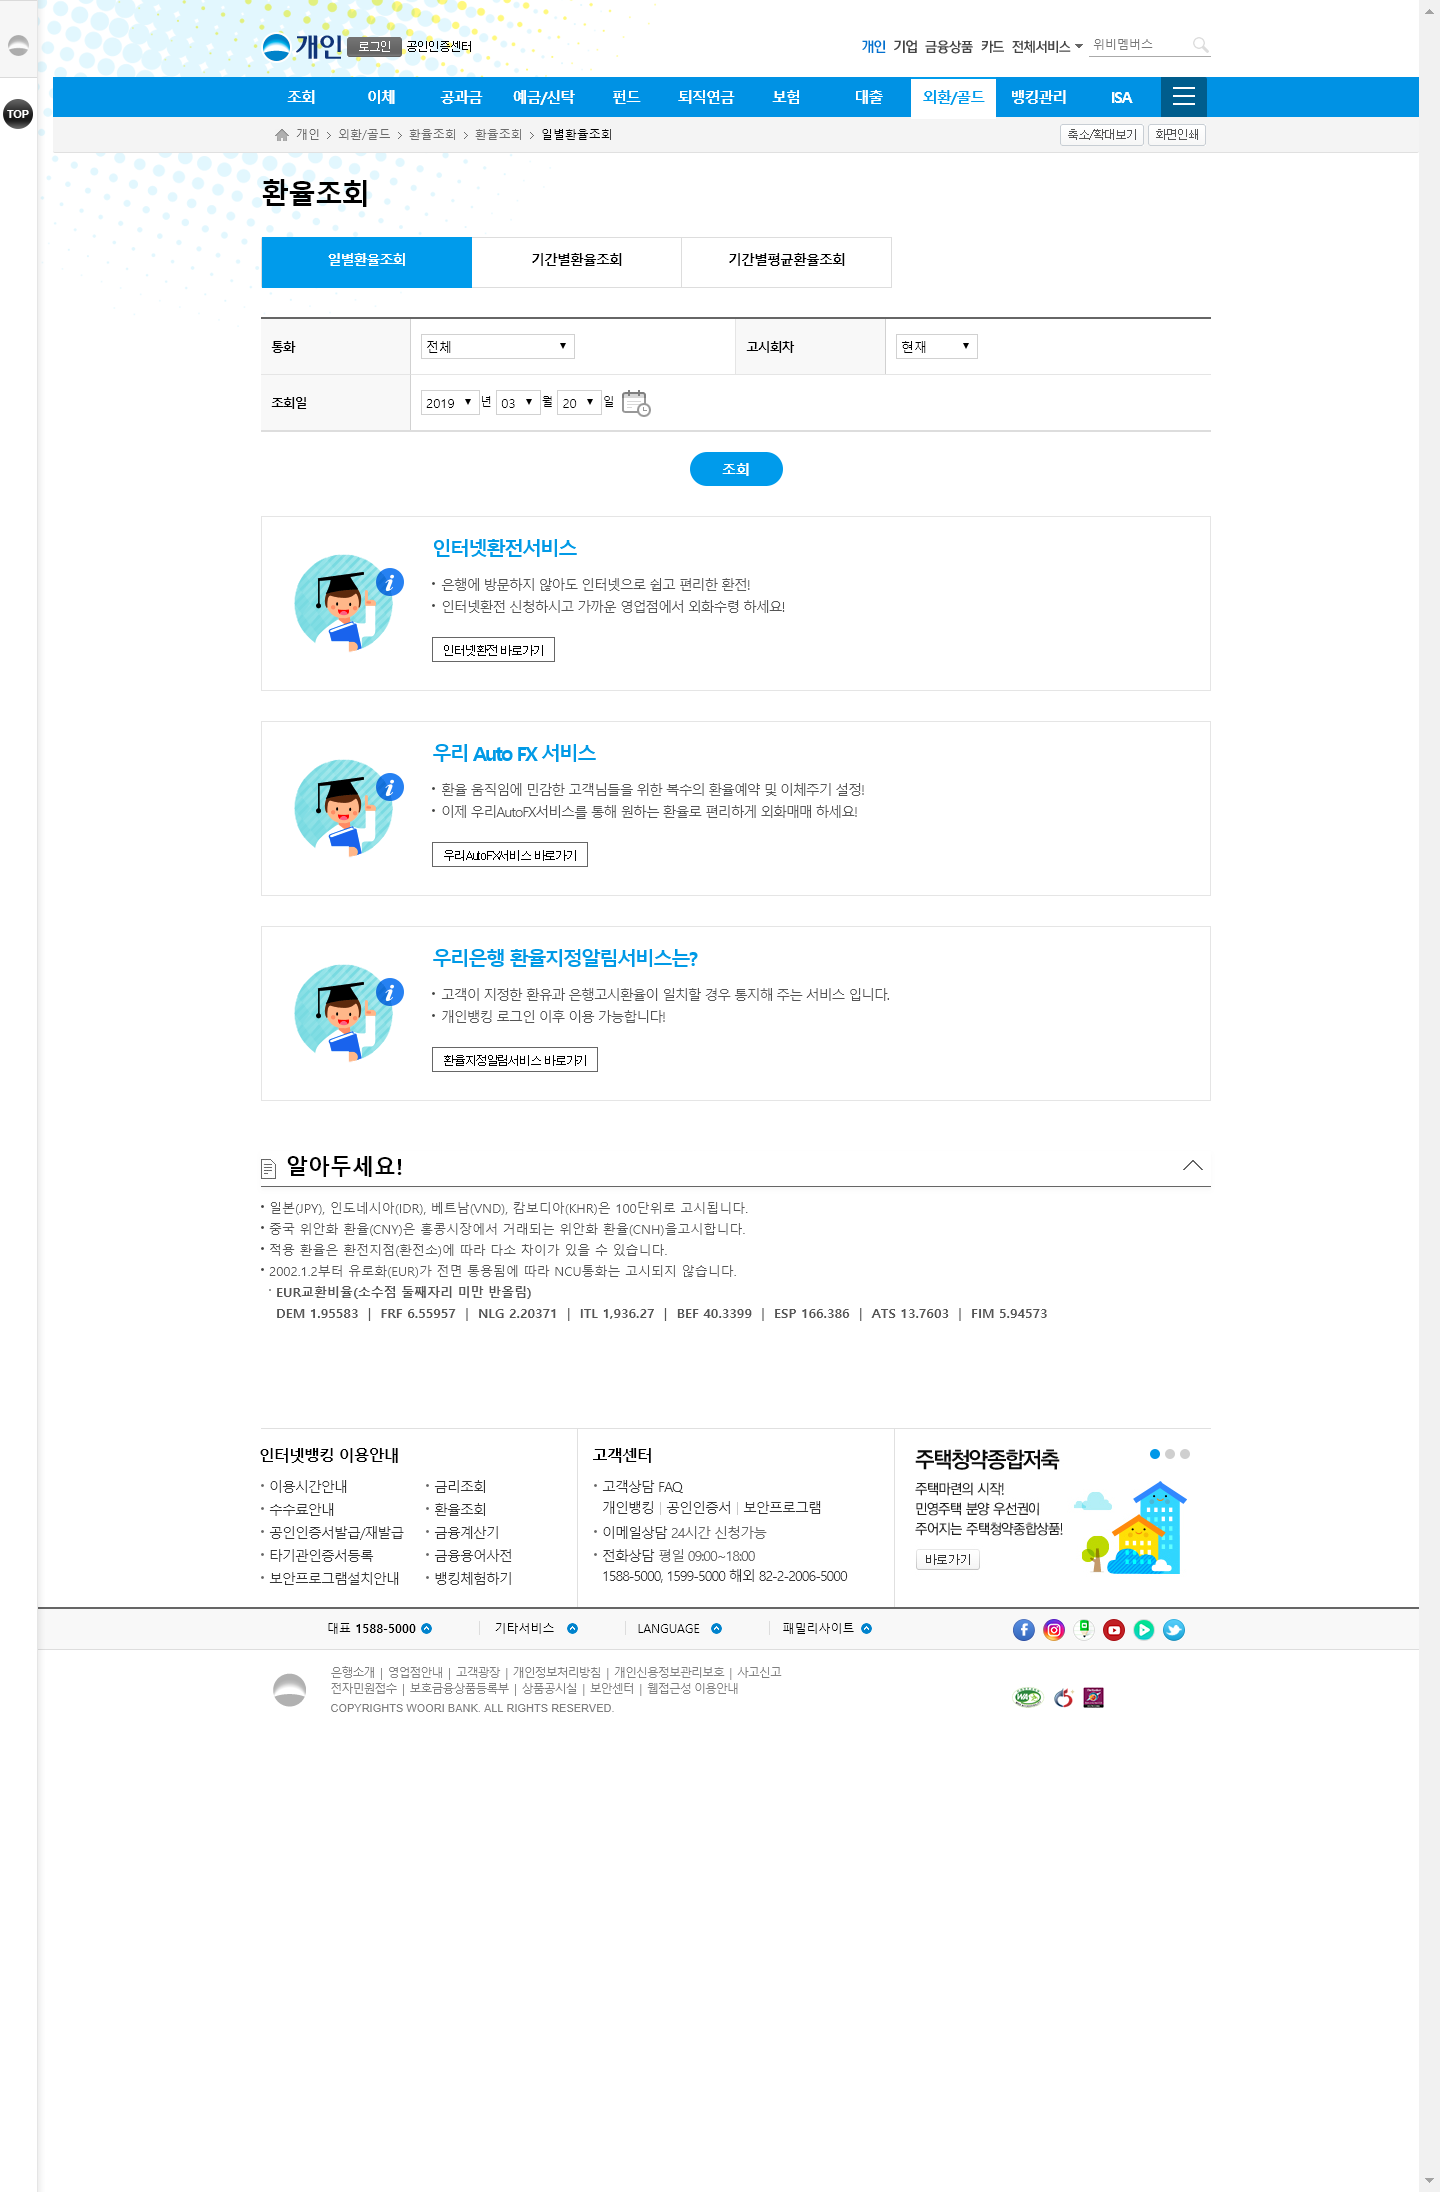 TOP
개인 로그인 공인인증센터
개인 기업 금융상품 카드 전체서비스 위비멤버스
조회 이체 공과금 예금/신탁 펀드 퇴직연금 보험 대출 외환/골드 뱅킹관리 ISA
개인 > 외환/골드 > 환율조회 > 환율조회 > 일별환율조회
축소/확대보기 화면인쇄
환율조회
일별환율조회 기간별환율조회 기간별평균환율조회
통화 전체 고시회차 현재
조회일 2019 년 03 월 20 일
조회
인터넷환전서비스
• 은행에 방문하지 않아도 인터넷으로 쉽고 편리한 환전!
• 인터넷환전 신청하시고 가까운 영업점에서 외화수령 하세요!
인터넷환전 바로가기
우리 Auto FX 서비스
• 환율 움직임에 민감한 고객님들을 위한 복수의 환율예약 및 이체주기 설정!
• 이제 우리AutoFX서비스를 통해 원하는 환율로 편리하게 외화매매 하세요!
우리AutoFX서비스 바로가기
우리은행 환율지정알림서비스는?
• 고객이 지정한 환유과 은행고시환율이 일치할 경우 통지해 주는 서비스 입니다.
• 개인뱅킹 로그인 이후 이용 가능합니다!
환율지정알림서비스 바로가기
알아두세요!
• 일본(JPY), 인도네시아(IDR), 베트남(VND), 캄보디아(KHR)은 100단위로 고시됩니다.
• 중국 위안화 환율(CNY)은 홍콩시장에서 거래되는 위안화 환율(CNH)을고시합니다.
• 적용 환율은 환전지점(환전소)에 따라 다소 차이가 있을 수 있습니다.
• 2002.1.2부터 유로화(EUR)가 전면 통용됨에 따라 NCU통화는 고시되지 않습니다.
· EUR교환비율(소수점 둘째자리 미만 반올림)
DEM 1.95583 | FRF 6.55957 | NLG 2.20371 | ITL 1,936.27 | BEF 40.3399 | ESP 166.386 | ATS 13.7603 | FIM 5.94573
인터넷뱅킹 이용안내
• 이용시간안내 • 금리조회
• 수수료안내 • 환율조회
• 공인인증서발급/재발급 • 금융계산기
• 타기관인증서등록 • 금융용어사전
• 보안프로그램설치안내 • 뱅킹체험하기
고객센터
• 고객상담 FAQ
개인뱅킹 | 공인인증서 | 보안프로그램
• 이메일상담 24시간 신청가능
• 전화상담 평일 09:00~18:00
1588-5000, 1599-5000 해외 82-2-2006-5000
주택청약종합저축
주택마련의 시작!
민영주택 분양 우선권이
주어지는 주택청약종합상품!
바로가기
대표 1588-5000 기타서비스 LANGUAGE 패밀리사이트
은행소개 | 영업점안내 | 고객광장 | 개인정보처리방침 | 개인신용정보관리보호 | 사고신고
전자민원접수 | 보호금융상품등록부 | 상품공시실 | 보안센터 | 웹접근성 이용안내
COPYRIGHTS WOORI BANK. ALL RIGHTS RESERVED.